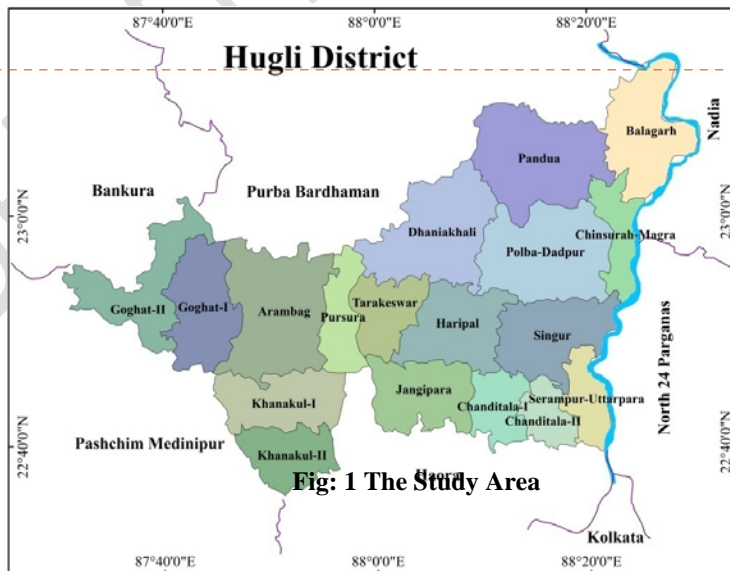 87°40'0"E
88°00'0"E
88°20'0"E
Hugli District
Balagarh
Nadia
Pandua
Bankura
Purba Bardhaman
23°0'0"N
23°0'0"N
Dhaniakhali
Polba-Dadpur
Chinsurah-Magra
Goghat-II
Goghat-I
Arambag
Pursura
Tarakeswar
Haripal
Singur
North 24 Parganas
Khanakul-I
Jangipara
Chanditala-I
Serampur-Uttarpara
Chanditala-II
Pashchim Medinipur
Khanakul-II
22°40'0"N
22°40'0"N
Haora
Fig: 1 The Study Area
Kolkata
87°40'0"E
88°0'0"E
88°20'0"E